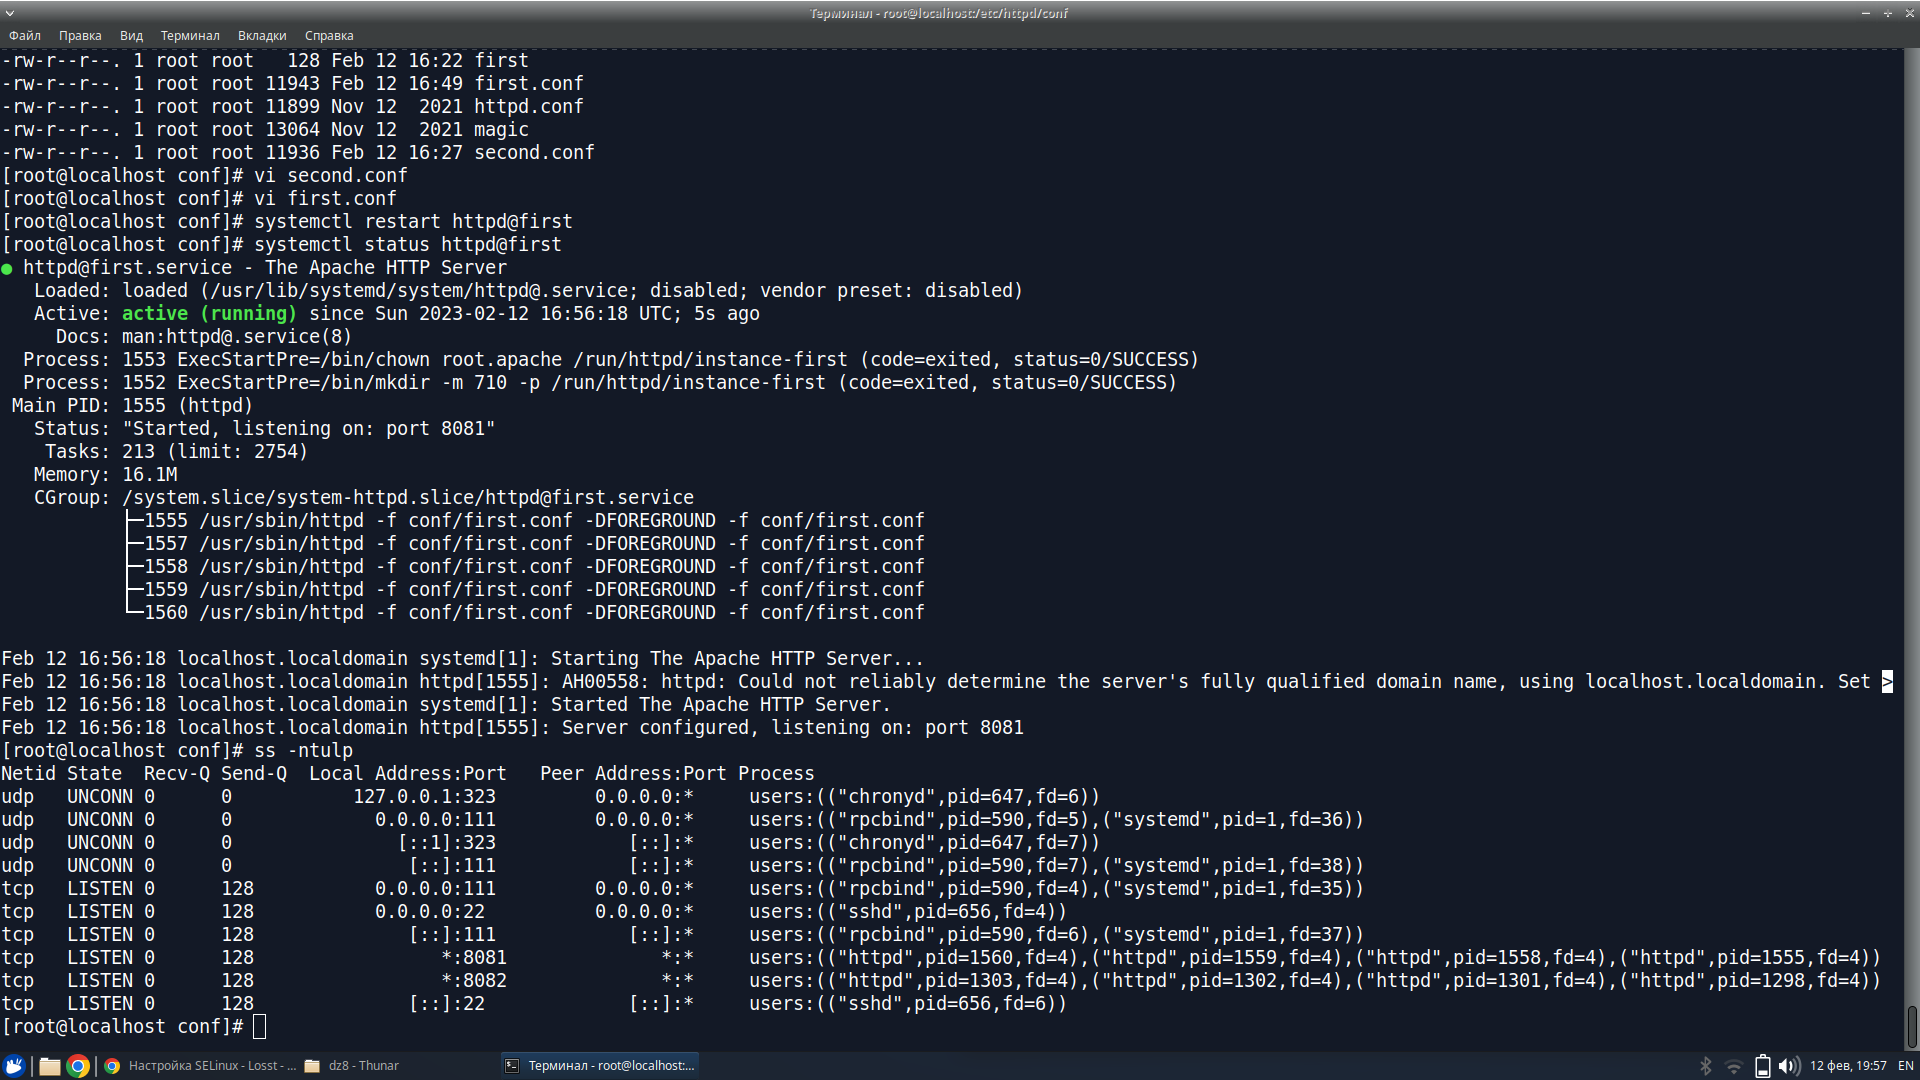 Терминал - root@localhost:/etc/httpd/conf
Файл Правка Вид Терминал Вкладки Справка
-rw-r--r--. 1 root root   128 Feb 12 16:22 first
-rw-r--r--. 1 root root 11943 Feb 12 16:49 first.conf
-rw-r--r--. 1 root root 11899 Nov 12  2021 httpd.conf
-rw-r--r--. 1 root root 13064 Nov 12  2021 magic
-rw-r--r--. 1 root root 11936 Feb 12 16:27 second.conf
[root@localhost conf]# vi second.conf
[root@localhost conf]# vi first.conf
[root@localhost conf]# systemctl restart httpd@first
[root@localhost conf]# systemctl status httpd@first
● httpd@first.service - The Apache HTTP Server
   Loaded: loaded (/usr/lib/systemd/system/httpd@.service; disabled; vendor preset: disabled)
   Active: active (running) since Sun 2023-02-12 16:56:18 UTC; 5s ago
     Docs: man:httpd@.service(8)
  Process: 1553 ExecStartPre=/bin/chown root.apache /run/httpd/instance-first (code=exited, status=0/SUCCESS)
  Process: 1552 ExecStartPre=/bin/mkdir -m 710 -p /run/httpd/instance-first (code=exited, status=0/SUCCESS)
 Main PID: 1555 (httpd)
   Status: "Started, listening on: port 8081"
    Tasks: 213 (limit: 2754)
   Memory: 16.1M
   CGroup: /system.slice/system-httpd.slice/httpd@first.service
           ├─1555 /usr/sbin/httpd -f conf/first.conf -DFOREGROUND -f conf/first.conf
           ├─1557 /usr/sbin/httpd -f conf/first.conf -DFOREGROUND -f conf/first.conf
           ├─1558 /usr/sbin/httpd -f conf/first.conf -DFOREGROUND -f conf/first.conf
           ├─1559 /usr/sbin/httpd -f conf/first.conf -DFOREGROUND -f conf/first.conf
           └─1560 /usr/sbin/httpd -f conf/first.conf -DFOREGROUND -f conf/first.conf
Feb 12 16:56:18 localhost.localdomain systemd[1]: Starting The Apache HTTP Server...
Feb 12 16:56:18 localhost.localdomain httpd[1555]: AH00558: httpd: Could not reliably determine the server's fully qualified domain name, using localhost.localdomain. Set >
Feb 12 16:56:18 localhost.localdomain systemd[1]: Started The Apache HTTP Server.
Feb 12 16:56:18 localhost.localdomain httpd[1555]: Server configured, listening on: port 8081
[root@localhost conf]# ss -ntulp
Netid State  Recv-Q Send-Q  Local Address:Port   Peer Address:Port Process
udp   UNCONN 0      0           127.0.0.1:323         0.0.0.0:*     users:(("chronyd",pid=647,fd=6))
udp   UNCONN 0      0             0.0.0.0:111         0.0.0.0:*     users:(("rpcbind",pid=590,fd=5),("systemd",pid=1,fd=36))
udp   UNCONN 0      0               [::1]:323            [::]:*     users:(("chronyd",pid=647,fd=7))
udp   UNCONN 0      0                [::]:111            [::]:*     users:(("rpcbind",pid=590,fd=7),("systemd",pid=1,fd=38))
tcp   LISTEN 0      128           0.0.0.0:111         0.0.0.0:*     users:(("rpcbind",pid=590,fd=4),("systemd",pid=1,fd=35))
tcp   LISTEN 0      128           0.0.0.0:22          0.0.0.0:*     users:(("sshd",pid=656,fd=4))
tcp   LISTEN 0      128              [::]:111            [::]:*     users:(("rpcbind",pid=590,fd=6),("systemd",pid=1,fd=37))
tcp   LISTEN 0      128                 *:8081              *:*     users:(("httpd",pid=1560,fd=4),("httpd",pid=1559,fd=4),("httpd",pid=1558,fd=4),("httpd",pid=1555,fd=4))
tcp   LISTEN 0      128                 *:8082              *:*     users:(("httpd",pid=1303,fd=4),("httpd",pid=1302,fd=4),("httpd",pid=1301,fd=4),("httpd",pid=1298,fd=4))
tcp   LISTEN 0      128              [::]:22             [::]:*     users:(("sshd",pid=656,fd=6))
[root@localhost conf]#
Настройка SELinux - Losst - ... dz8 - Thunar Терминал - root@localhost:... 12 фев, 19:57 EN